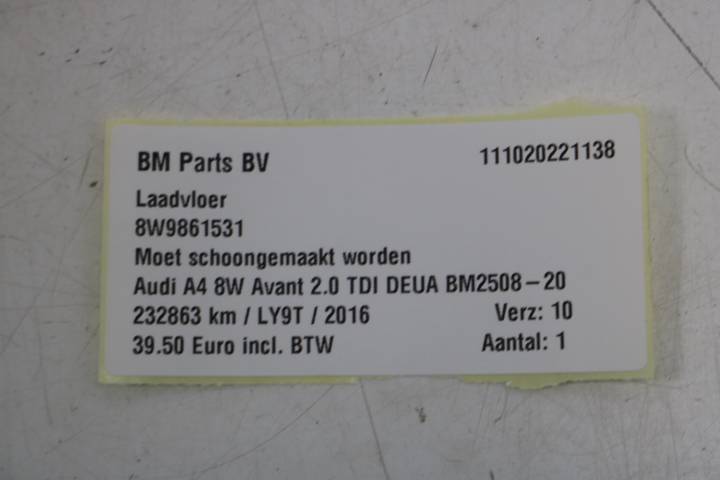 BM Parts BV 111020221138
Laadvloer
8W9861531
Moet schoongemaakt worden
Audi A4 8W Avant 2.0 TDI DEUA BM2508-20
232863 km / LY9T / 2016 Verz: 10
39.50 Euro incl. BTW Aantal: 1